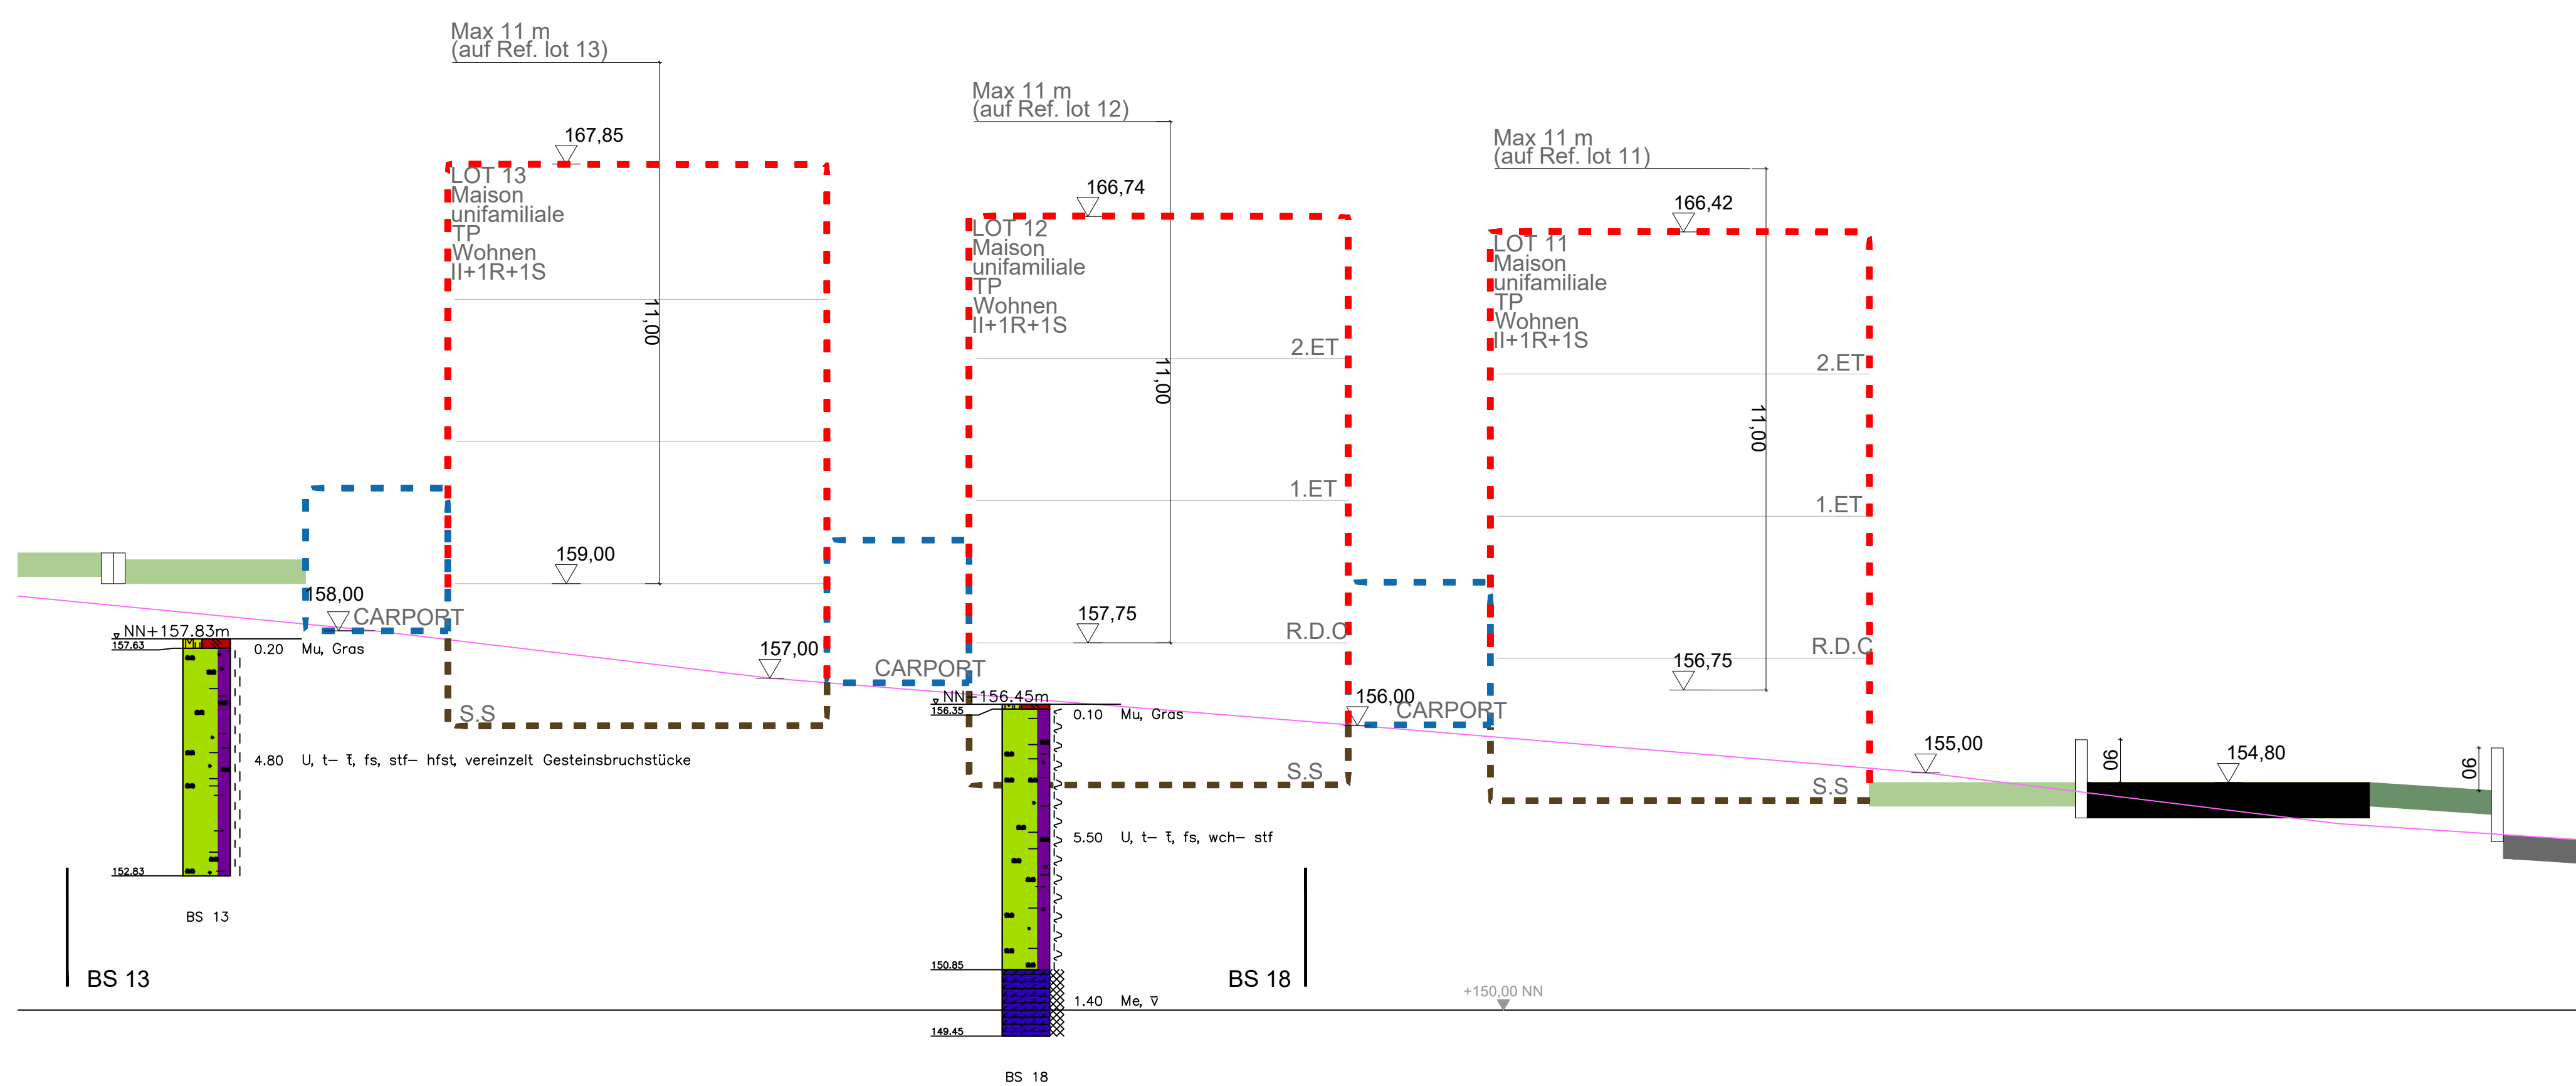 Max 11 m
(auf Ref. lot 13)
167,85
LOT 13
Maison
unifamiliale
TP
Wohnen
II+1R+1S
11,00
159,00
158,00
CARPORT
S.S
157,00
CARPORT
Max 11 m
(auf Ref. lot 12)
166,74
LOT 12
Maison
unifamiliale
TP
Wohnen
II+1R+1S
11,00
2.ET
1.ET
157,75
R.D.C
S.S
156,00
CARPORT
Max 11 m
(auf Ref. lot 11)
166,42
LOT 11
Maison
unifamiliale
TP
Wohnen
II+1R+1S
11,00
2.ET
1.ET
R.D.C
156,75
S.S
155,00
90
154,80
90
NN+157.83m
157.63
0.20 Mu, Gras
4.80 U, t– t̅, fs, stf– hfst, vereinzelt Gesteinsbruchstücke
152.83
BS 13
BS 13
NN+156.45m
156.35
0.10 Mu, Gras
5.50 U, t– t̅, fs, wch– stf
150.85
1.40 Me, v̅
149.45
BS 18
BS 18
+150,00 NN